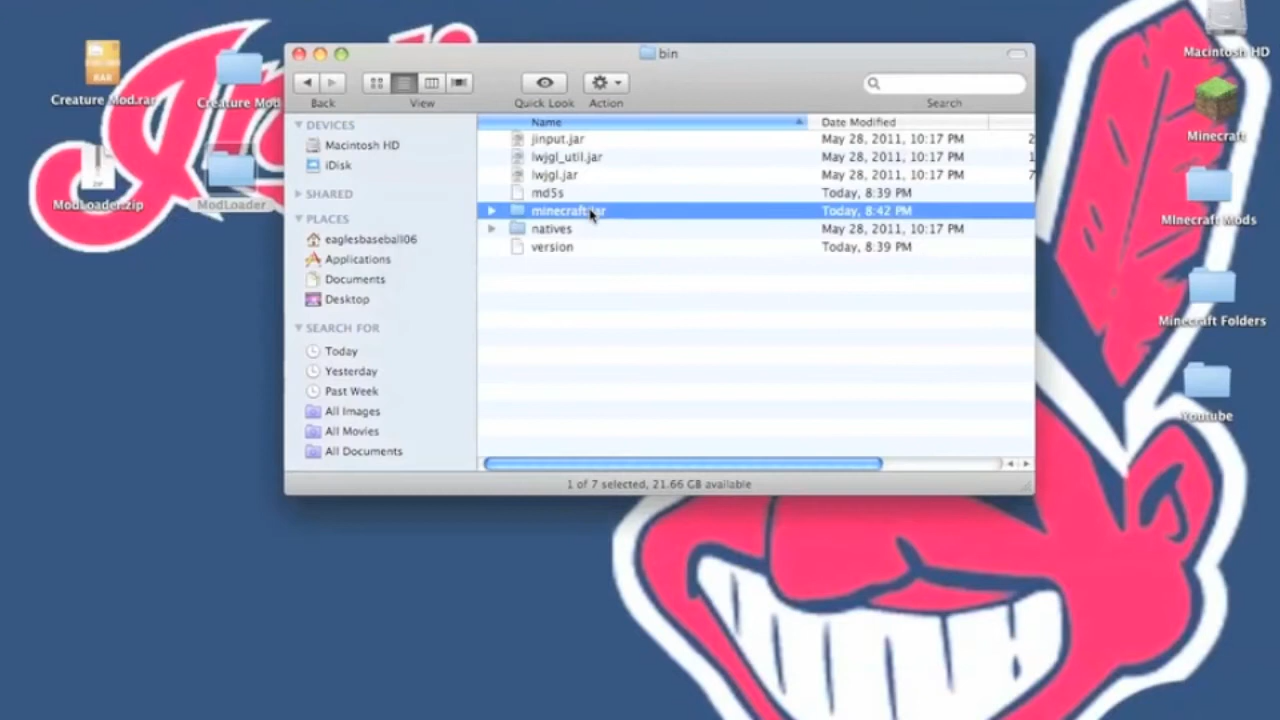 bin
Back
View
Quick Look
Action
Search
DEVICES
Macintosh HD
iDisk
SHARED
PLACES
eaglesbaseball06
Applications
Documents
Desktop
SEARCH FOR
Today
Yesterday
Past Week
All Images
All Movies
All Documents
Name
Date Modified
jinput.jar
May 28, 2011, 10:17 PM
2
lwjgl_util.jar
May 28, 2011, 10:17 PM
1
lwjgl.jar
May 28, 2011, 10:17 PM
7
md5s
Today, 8:39 PM
minecraft.jar
Today, 8:42 PM
natives
May 28, 2011, 10:17 PM
version
Today, 8:39 PM
1 of 7 selected, 21.66 GB available
RAR
Creature Mod.rar
Creature Mod
ZIP
ModLoader.zip
ModLoader
Macintosh HD
Minecraft
Minecraft Mods
Minecraft Folders
Youtube